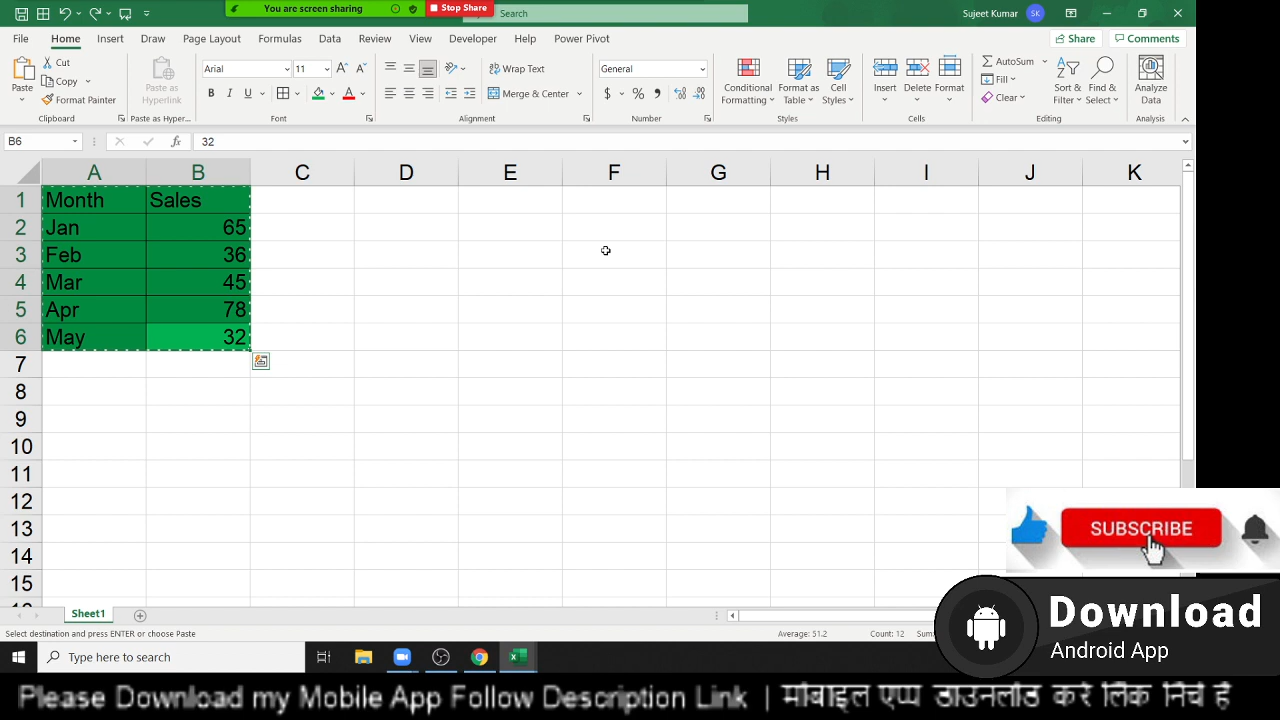 You are screen sharing
Stop Share
Search
Sujeet Kumar
SK
File Home Insert Draw Page Layout Formulas Data Review View Developer Help Power Pivot
Share
Comments
Paste
Cut
Copy
Format Painter
Clipboard
Paste as Hyperlink
Paste as Hyper...
Arial
11
B I U
Font
Wrap Text
Merge & Center
Alignment
General
$ % ,
Number
Conditional Formatting
Format as Table
Cell Styles
Styles
Insert
Delete
Format
Cells
AutoSum
Fill
Clear
Sort & Filter
Find & Select
Editing
Analyze Data
Analysis
B6
fx
32
A B C D E F G H I J K
1 Month Sales
2 Jan 65
3 Feb 36
4 Mar 45
5 Apr 78
6 May 32
7
8
9
10
11
12
13
14
15
SUBSCRIBE
Sheet1
Select destination and press ENTER or choose Paste
Average: 51.2
Count: 12
Download
Android App
Type here to search
Please Download my Mobile App Follow Description Link | मोबाइल एप्प डाउनलोड करे लिंक निचे है